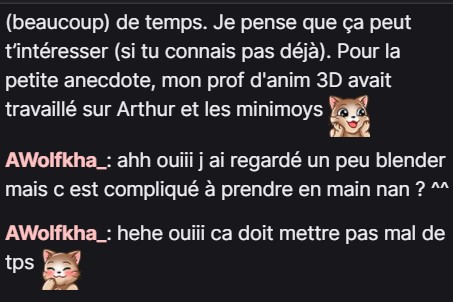 (beaucoup) de temps. Je pense que ça peut
t'intéresser (si tu connais pas déjà). Pour la
petite anecdote, mon prof d'anim 3D avait
travaillé sur Arthur et les minimoys
AWolfkha_: ahh ouiii j ai regardé un peu blender
mais c est compliqué à prendre en main nan ? ^^
AWolfkha_: hehe ouiii ca doit mettre pas mal de
tps